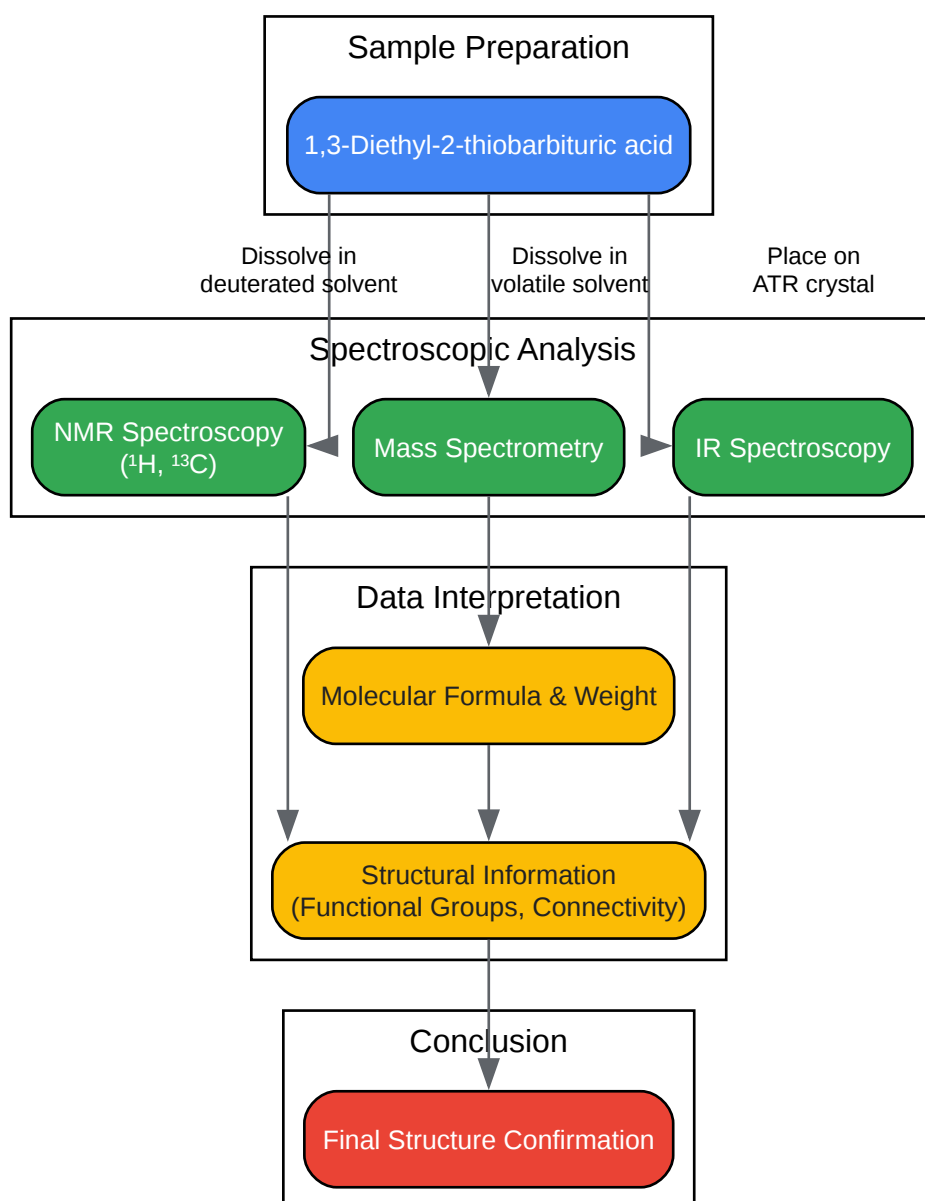 Sample Preparation
1,3-Diethyl-2-thiobarbituric acid
Dissolve in
deuterated solvent
Dissolve in
volatile solvent
Place on
ATR crystal
Spectroscopic Analysis
NMR Spectroscopy
(¹H, ¹³C)
Mass Spectrometry
IR Spectroscopy
Data Interpretation
Molecular Formula & Weight
Structural Information
(Functional Groups, Connectivity)
Conclusion
Final Structure Confirmation